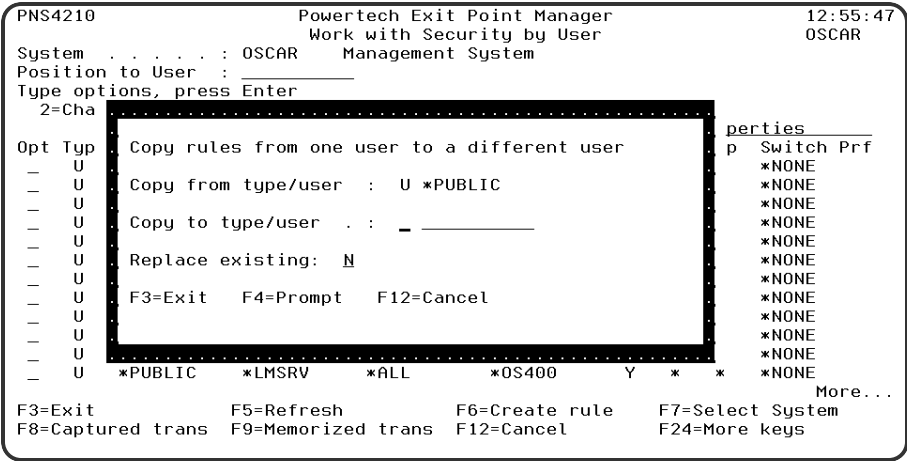 PNS4210 Powertech Exit Point Manager 12:55:47
Work with Security by User OSCAR
System . . . . . : OSCAR Management System
Position to User :
Type options, press Enter
2=Cha
perties
Opt Typ Copy rules from one user to a different user p Switch Prf
_ U *NONE
_ U Copy from type/user : U *PUBLIC *NONE
_ U *NONE
_ U Copy to type/user . : _ *NONE
_ U *NONE
_ U Replace existing: N *NONE
_ U *NONE
_ U F3=Exit F4=Prompt F12=Cancel *NONE
_ U *NONE
_ U *NONE
_ U *NONE
_ U *PUBLIC *LMSRV *ALL *OS400 Y * * *NONE
More...
F3=Exit F5=Refresh F6=Create rule F7=Select System
F8=Captured trans F9=Memorized trans F12=Cancel F24=More keys